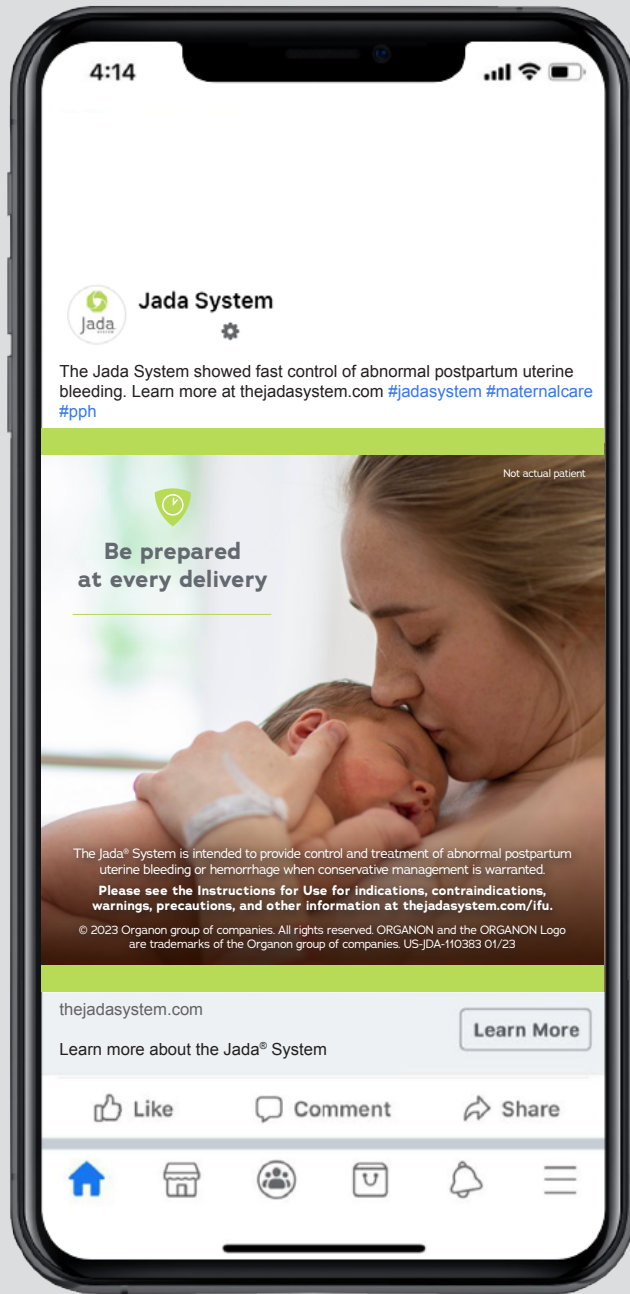 4:14
Jada
SYSTEM
Jada System
The Jada System showed fast control of abnormal postpartum uterine
bleeding. Learn more at thejadasystem.com #jadasystem #maternalcare
#pph
Not actual patient
Be prepared
at every delivery
The Jada® System is intended to provide control and treatment of abnormal postpartum
uterine bleeding or hemorrhage when conservative management is warranted.
Please see the Instructions for Use for indications, contraindications,
warnings, precautions, and other information at thejadasystem.com/ifu.
© 2023 Organon group of companies. All rights reserved. ORGANON and the ORGANON Logo
are trademarks of the Organon group of companies. US-JDA-110383 01/23
thejadasystem.com
Learn more about the Jada® System
Learn More
Like
Comment
Share